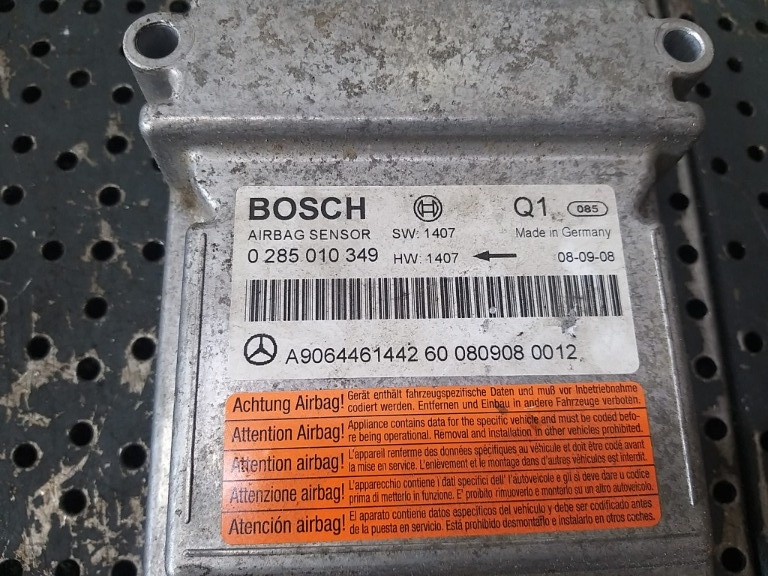 BOSCH Q1 085
AIRBAG SENSOR SW: 1407 Made in Germany
0 285 010 349 HW: 1407 08-09-08
A9064461442 60 080908 0012
Achtung Airbag! Gerät enthält fahrzeugspezifische Daten und muß vor Inbetriebnahme
codiert werden. Entfernen und Einbau in andere Fahrzeuge verboten.
Attention Airbag! Appliance contains data for the specific vehicle and must be coded befo-
re being operational. Removal and installation in other vehicles prohibited.
Attention airbag! L'appareil renferme des données spécifiques au véhicule et doit être codé avant
la mise en service. L'enlèvement et le montage dans d'autres véhicules est interdit.
Attenzione airbag! L'apparecchio contiene i dati specifici dell' l'autoveicolo e gli si deve dare u codice
prima di metterlo in funzione. E' proibito rimuoverlo e montarlo su un altro autoveicolo.
Atención airbag! El aparato contiene datos específicos del vehículo y debe ser codificado antes
de la puesta en servicio. Está prohibido desmontarlo e instalarlo en otros coches.